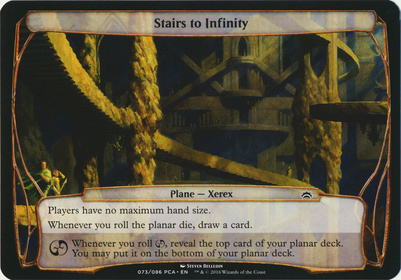 Stairs to Infinity
Plane — Xerex
Players have no maximum hand size.
Whenever you roll the planar die, draw a card.
Whenever you roll , reveal the top card of your planar deck.
You may put it on the bottom of your planar deck.
Steven Belledin
073/086 PCA • EN ™ & © 2016 Wizards of the Coast